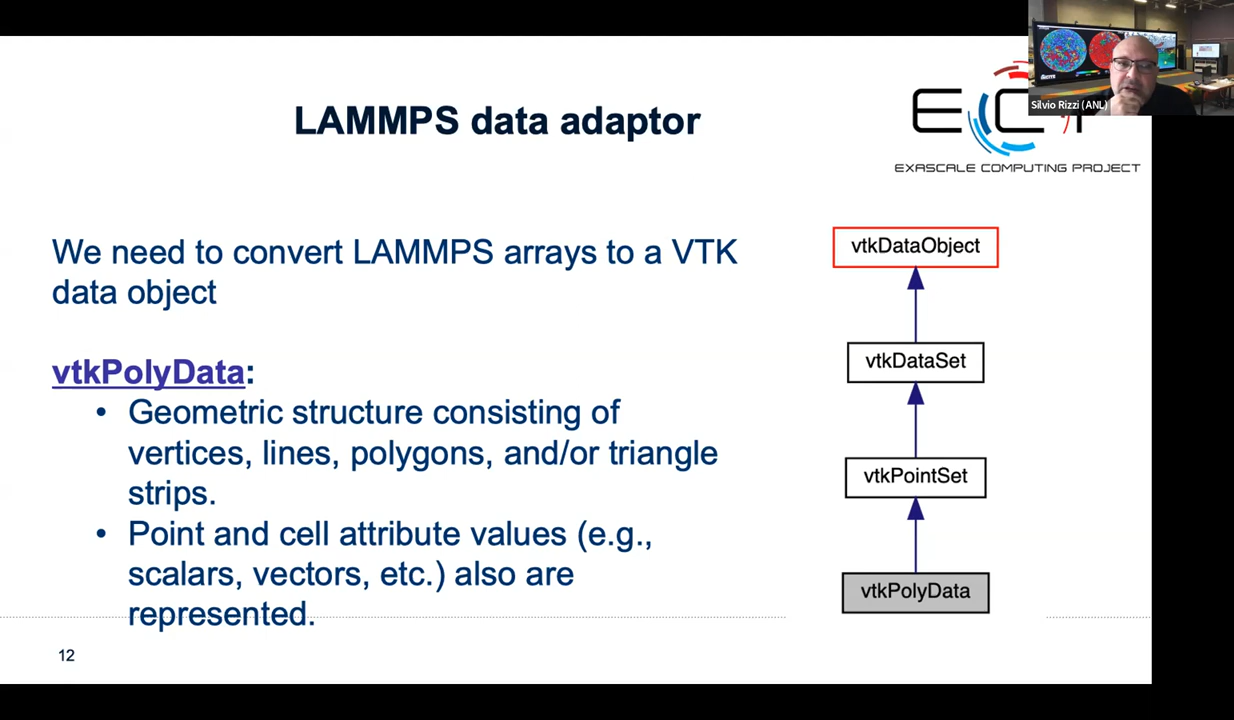 Silvio Rizzi (ANL)
LAMMPS data adaptor
EXASCALE COMPUTING PROJECT
We need to convert LAMMPS arrays to a VTK
data object
vtkPolyData:
• Geometric structure consisting of
vertices, lines, polygons, and/or triangle
strips.
• Point and cell attribute values (e.g.,
scalars, vectors, etc.) also are
represented.
vtkDataObject
vtkDataSet
vtkPointSet
vtkPolyData
12